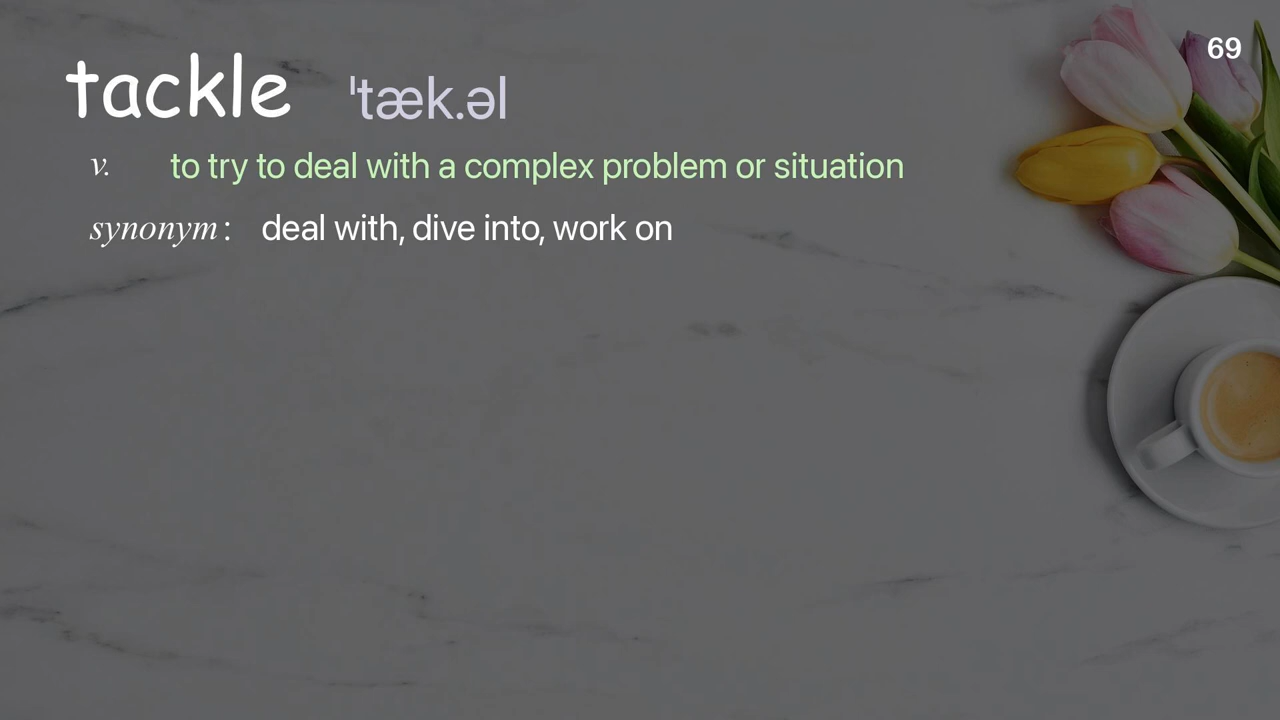 69
tackle ˈtæk.əl
v. to try to deal with a complex problem or situation
synonym : deal with, dive into, work on